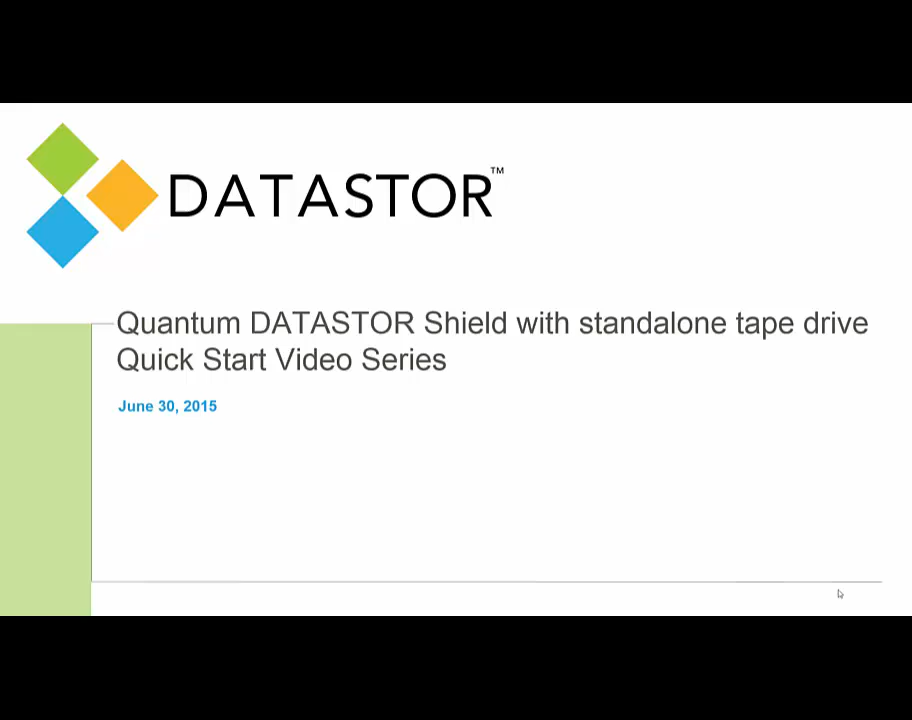 DATASTOR™
Quantum DATASTOR Shield with standalone tape drive
Quick Start Video Series
June 30, 2015